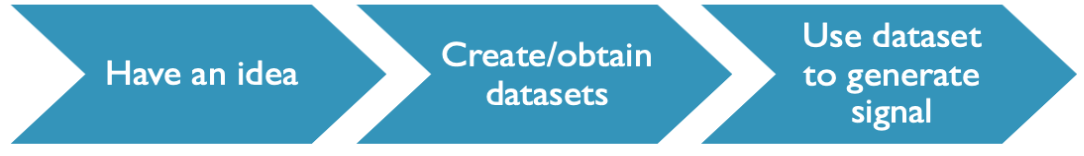 Have an idea
Create/obtain
datasets
Use dataset
to generate
signal